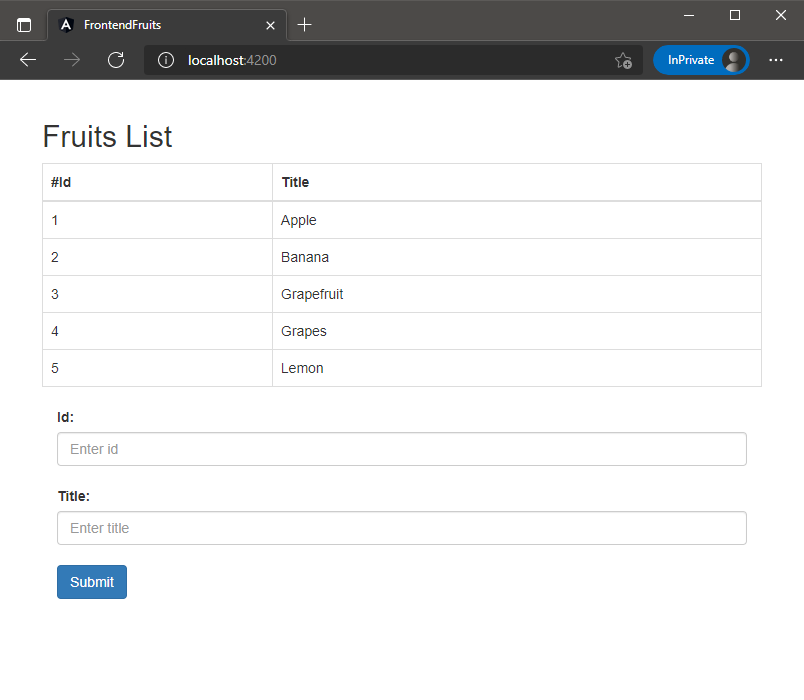 FrontendFruits
localhost:4200
InPrivate
Fruits List
#Id Title
1 Apple
2 Banana
3 Grapefruit
4 Grapes
5 Lemon
Id:
Enter id
Title:
Enter title
Submit